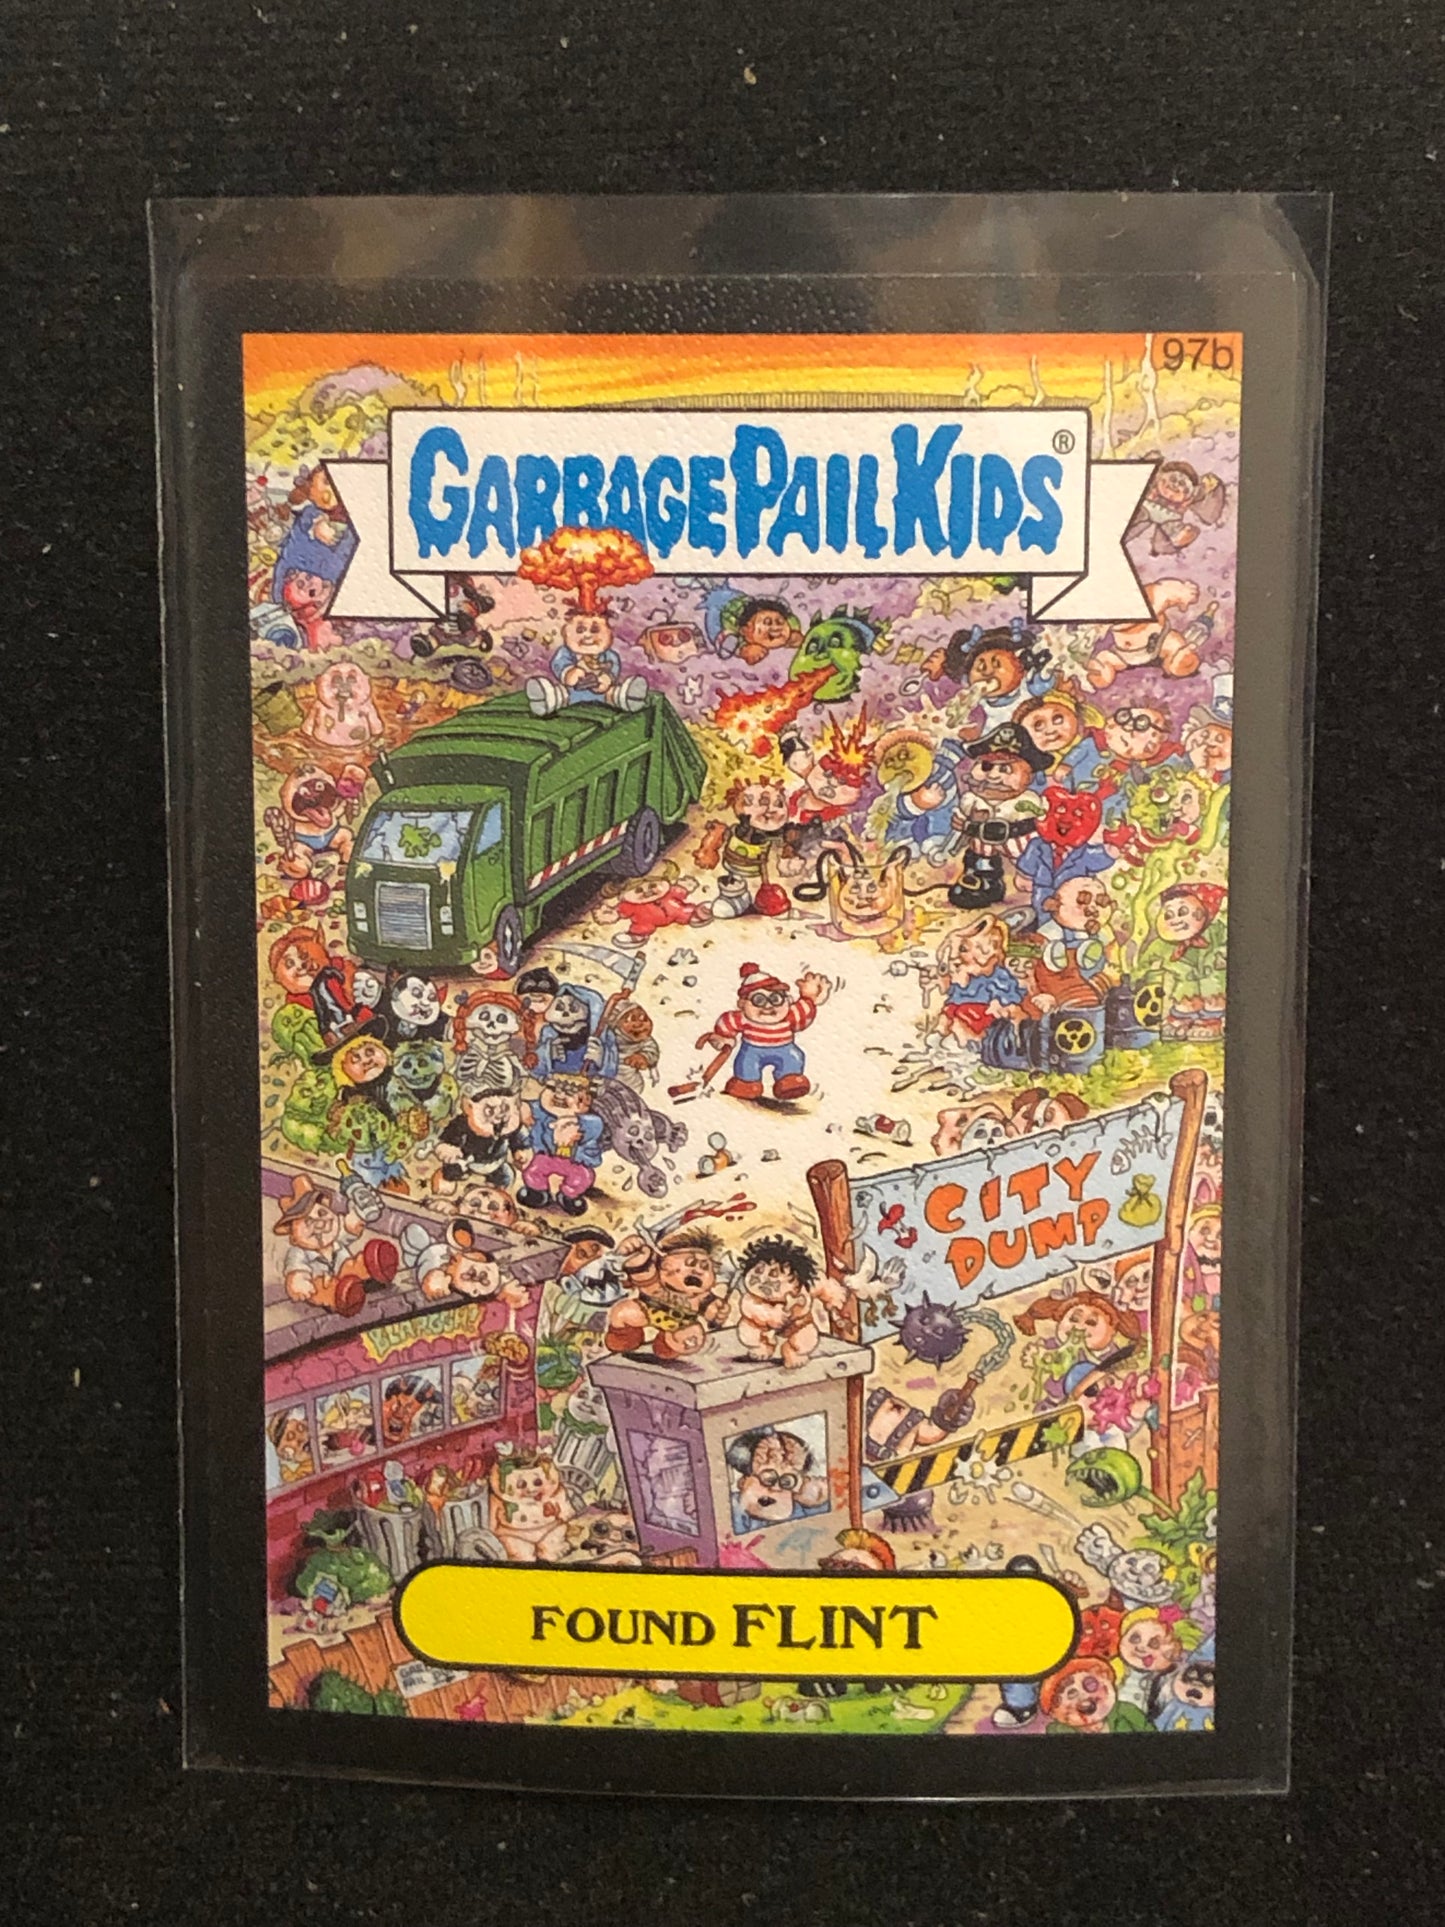 97b
GARBAGE PAIL KIDS®
CITY
DUMP
FOUND FLINT